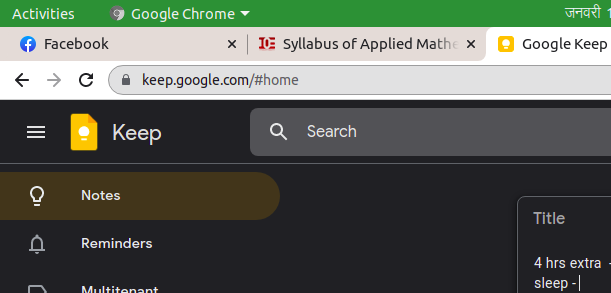 Activities Google Chrome जनवरी 1
Facebook Syllabus of Applied Mathe Google Keep
keep.google.com/#home
Keep Search
Notes
Title
Reminders
4 hrs extra -
sleep -
Multitenant